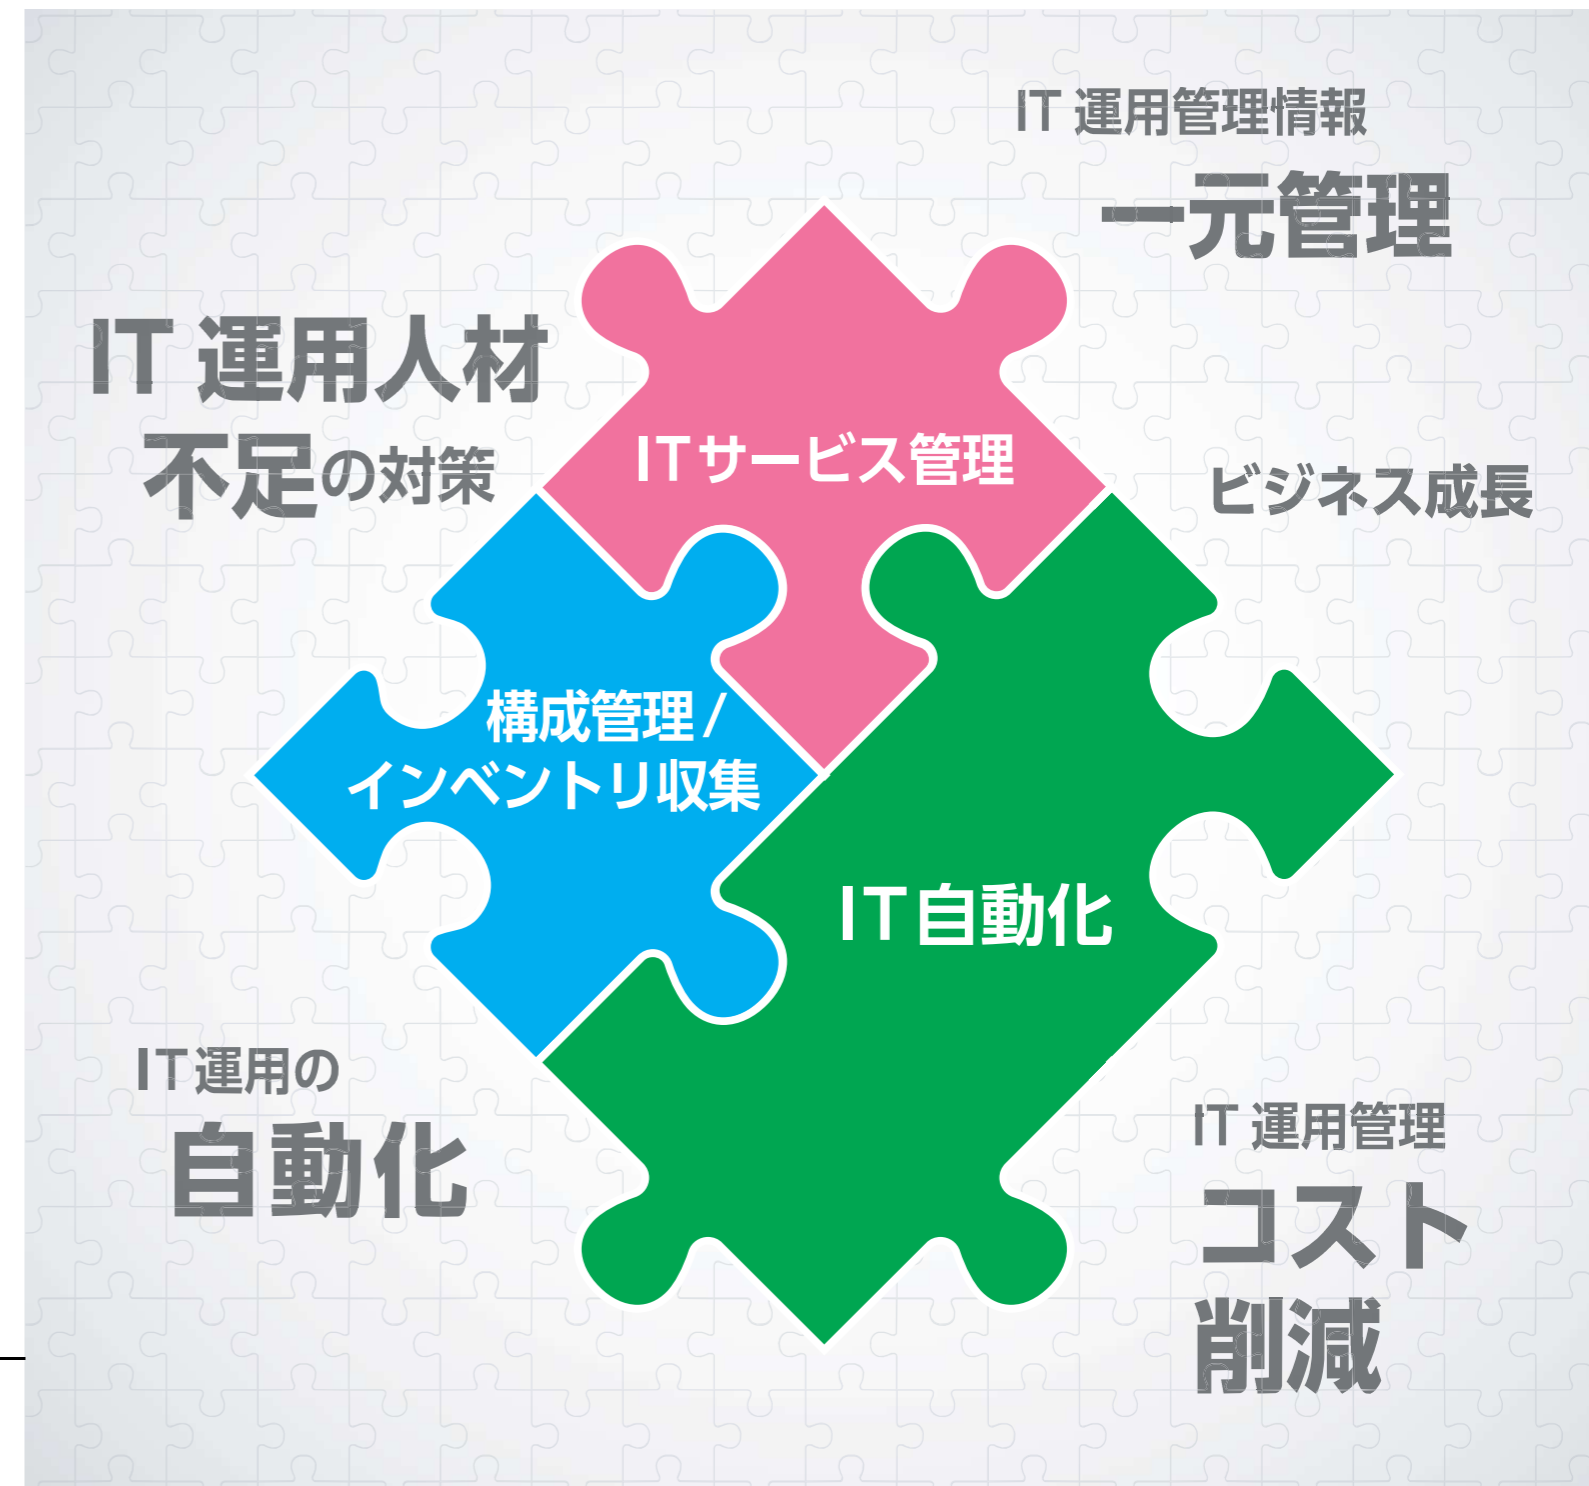 IT 運用管理情報
一元管理
IT 運用人材
不足の対策
ITサービス管理
ビジネス成長
構成管理 /
インベントリ収集
IT自動化
IT運用の
自動化
IT 運用管理
コスト
削減